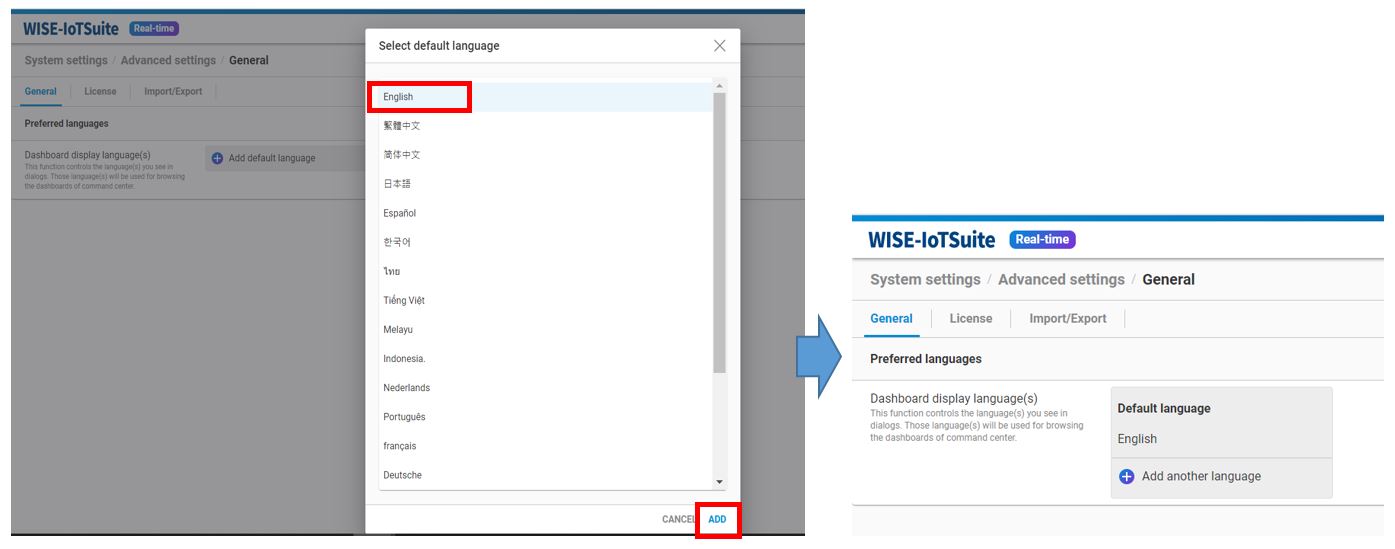 WISE-IoTSuite Real-time
System settings / Advanced settings / General
General License Import/Export
Preferred languages
Dashboard display language(s)
This function controls the language(s) you see in
dialogs. Those language(s) will be used for browsing
the dashboards of command center.
Add default language
Select default language
English
繁體中文
简体中文
日本語
Español
한국어
ไทย
Tiếng Việt
Melayu
Indonesia.
Nederlands
Português
français
Deutsche
CANCEL ADD
WISE-IoTSuite Real-time
System settings / Advanced settings / General
General License Import/Export
Preferred languages
Dashboard display language(s)
This function controls the language(s) you see in
dialogs. Those language(s) will be used for browsing
the dashboards of command center.
Default language
English
Add another language